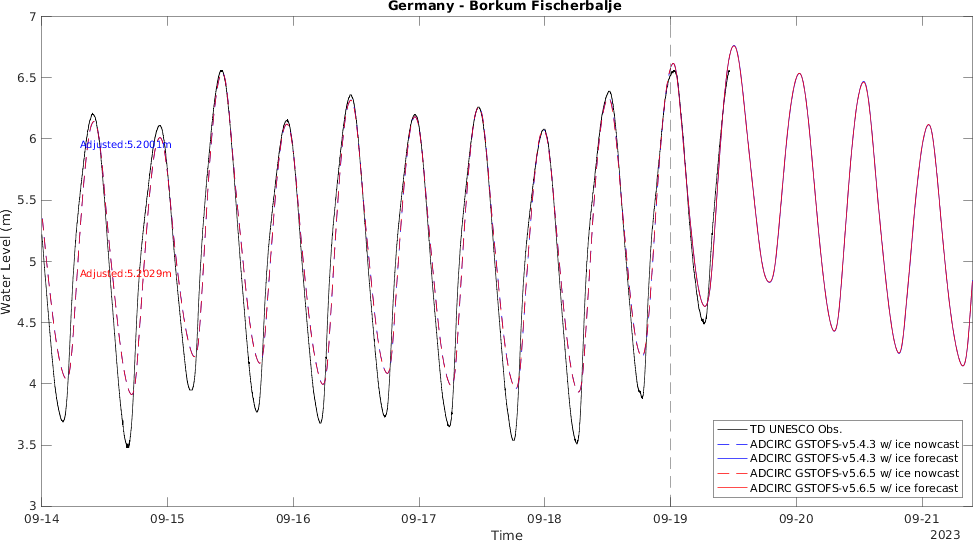 Germany - Borkum Fischerbalje
7
6.5
6
5.5
5
4.5
4
3.5
3
Water Level (m)
Adjusted:5.2001m
Adjusted:5.2029m
TD UNESCO Obs.
ADCIRC GSTOFS-v5.4.3 w/ ice nowcast
ADCIRC GSTOFS-v5.4.3 w/ ice forecast
ADCIRC GSTOFS-v5.6.5 w/ ice nowcast
ADCIRC GSTOFS-v5.6.5 w/ ice forecast
09-14 09-15 09-16 09-17 09-18 09-19 09-20 09-21
Time
2023